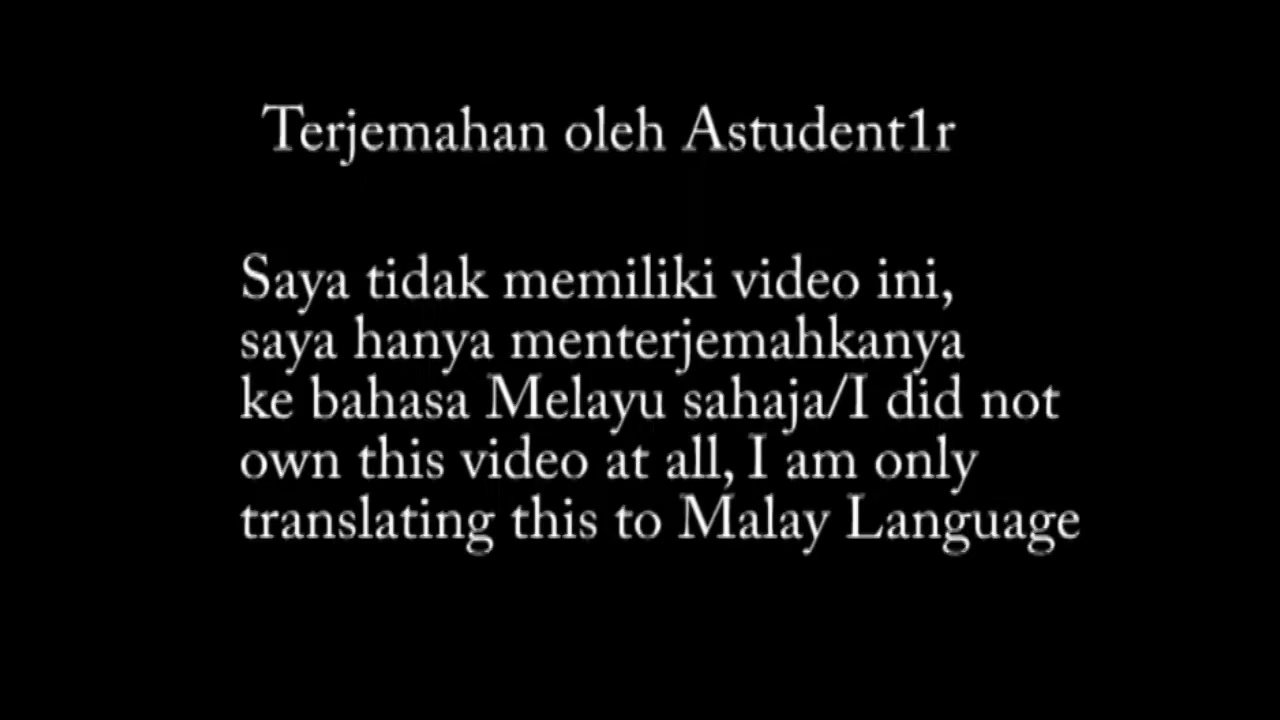 Terjemahan oleh Astudent1r
Saya tidak memiliki video ini,
saya hanya menterjemahkanya
ke bahasa Melayu sahaja/I did not
own this video at all, I am only
translating this to Malay Language